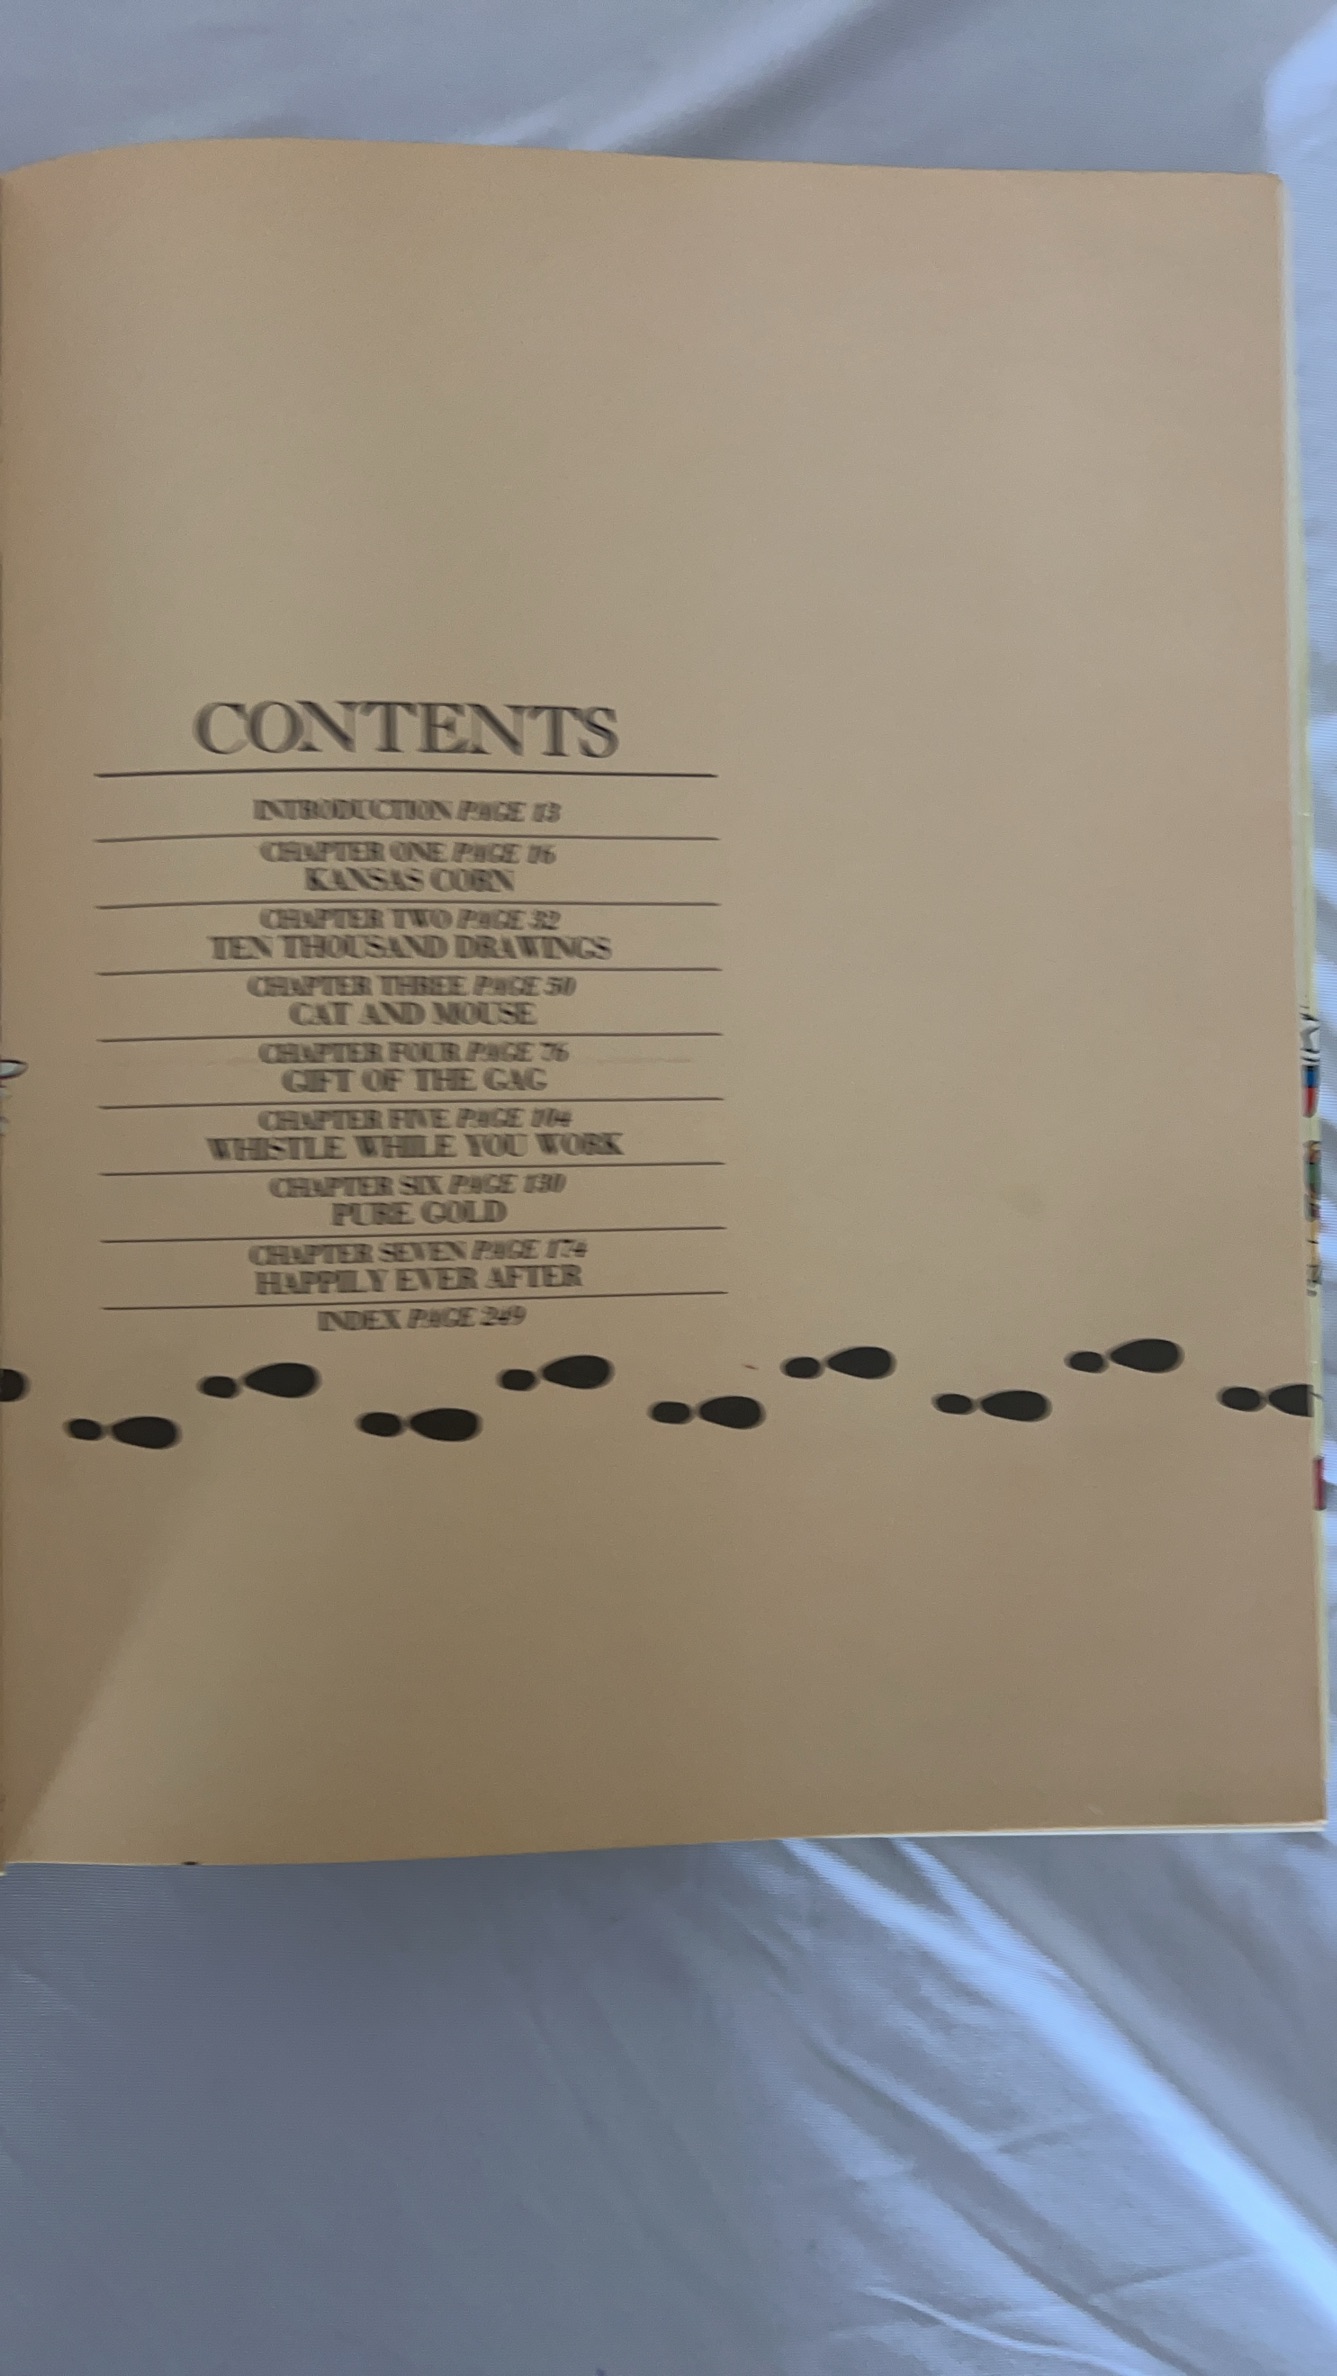 CONTENTS
INTRODUCTION PAGE 13
CHAPTER ONE PAGE 16
KANSAS CORN
CHAPTER TWO PAGE 32
TEN THOUSAND DRAWINGS
CHAPTER THREE PAGE 50
CAT AND MOUSE
CHAPTER FOUR PAGE 76
GIFT OF THE GAG
CHAPTER FIVE PAGE 104
WHISTLE WHILE YOU WORK
CHAPTER SIX PAGE 130
PURE GOLD
CHAPTER SEVEN PAGE 174
HAPPILY EVER AFTER
INDEX PAGE 249